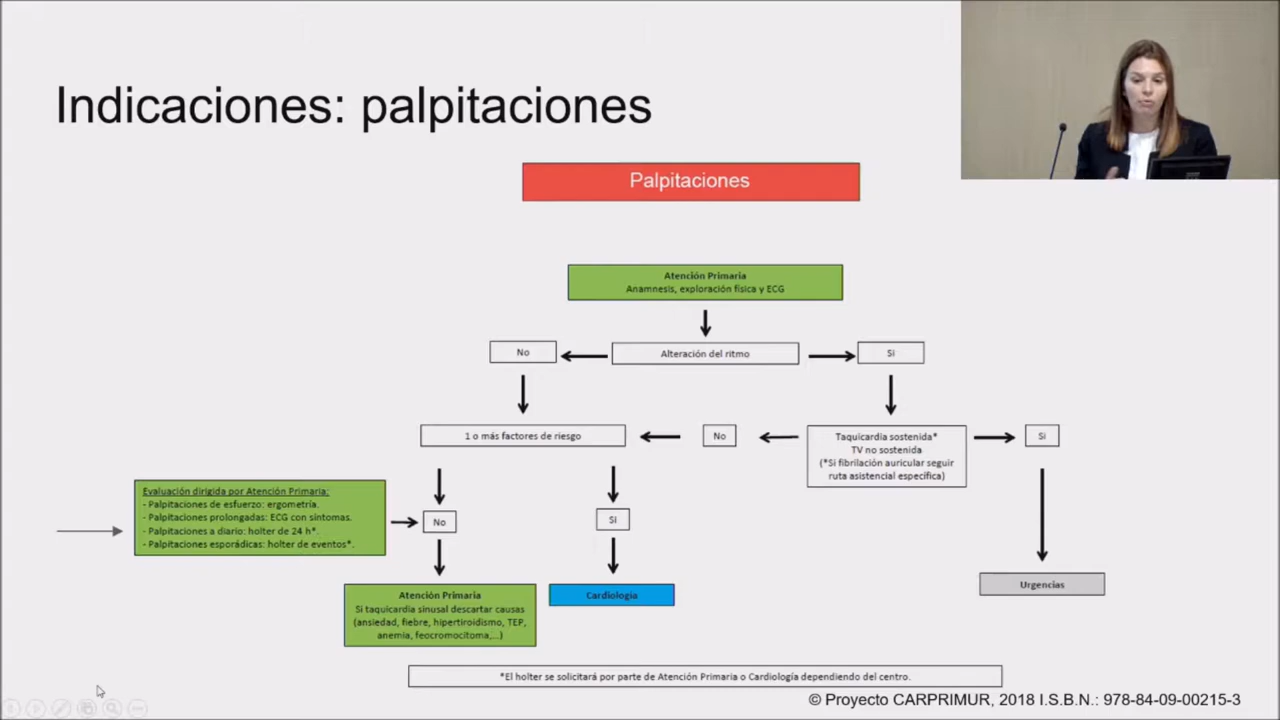 Indicaciones: palpitaciones
Palpitaciones
Atención Primaria
Anamnesis, exploración física y ECG
No
Alteración del ritmo
Si
1 o más factores de riesgo
No
Taquicardia sostenida*
TV no sostenida
(*Si fibrilación auricular seguir
ruta asistencial específica)
Si
Evaluación dirigida por Atención Primaria:
- Palpitaciones de esfuerzo: ergometría.
- Palpitaciones prolongadas: ECG con síntomas.
- Palpitaciones a diario: holter de 24 h*.
- Palpitaciones esporádicas: holter de eventos*.
No
Si
Atención Primaria
Si taquicardia sinusal descartar causas
(ansiedad, fiebre, hipertiroidismo, TEP,
anemia, feocromocitoma,...)
Cardiología
Urgencias
*El holter se solicitará por parte de Atención Primaria o Cardiología dependiendo del centro.
© Proyecto CARPRIMUR, 2018 I.S.B.N.: 978-84-09-00215-3